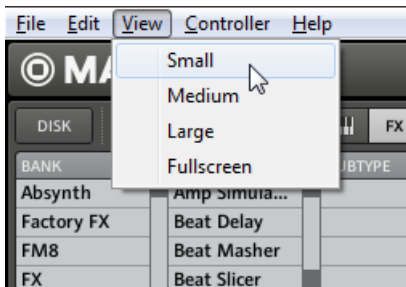 File Edit View Controller Help
MA
Small
Medium
Large
Fullscreen
DISK
FX
BANK
Absynth Amp Simula...
Factory FX Beat Delay
FM8 Beat Masher
FX Beat Slicer